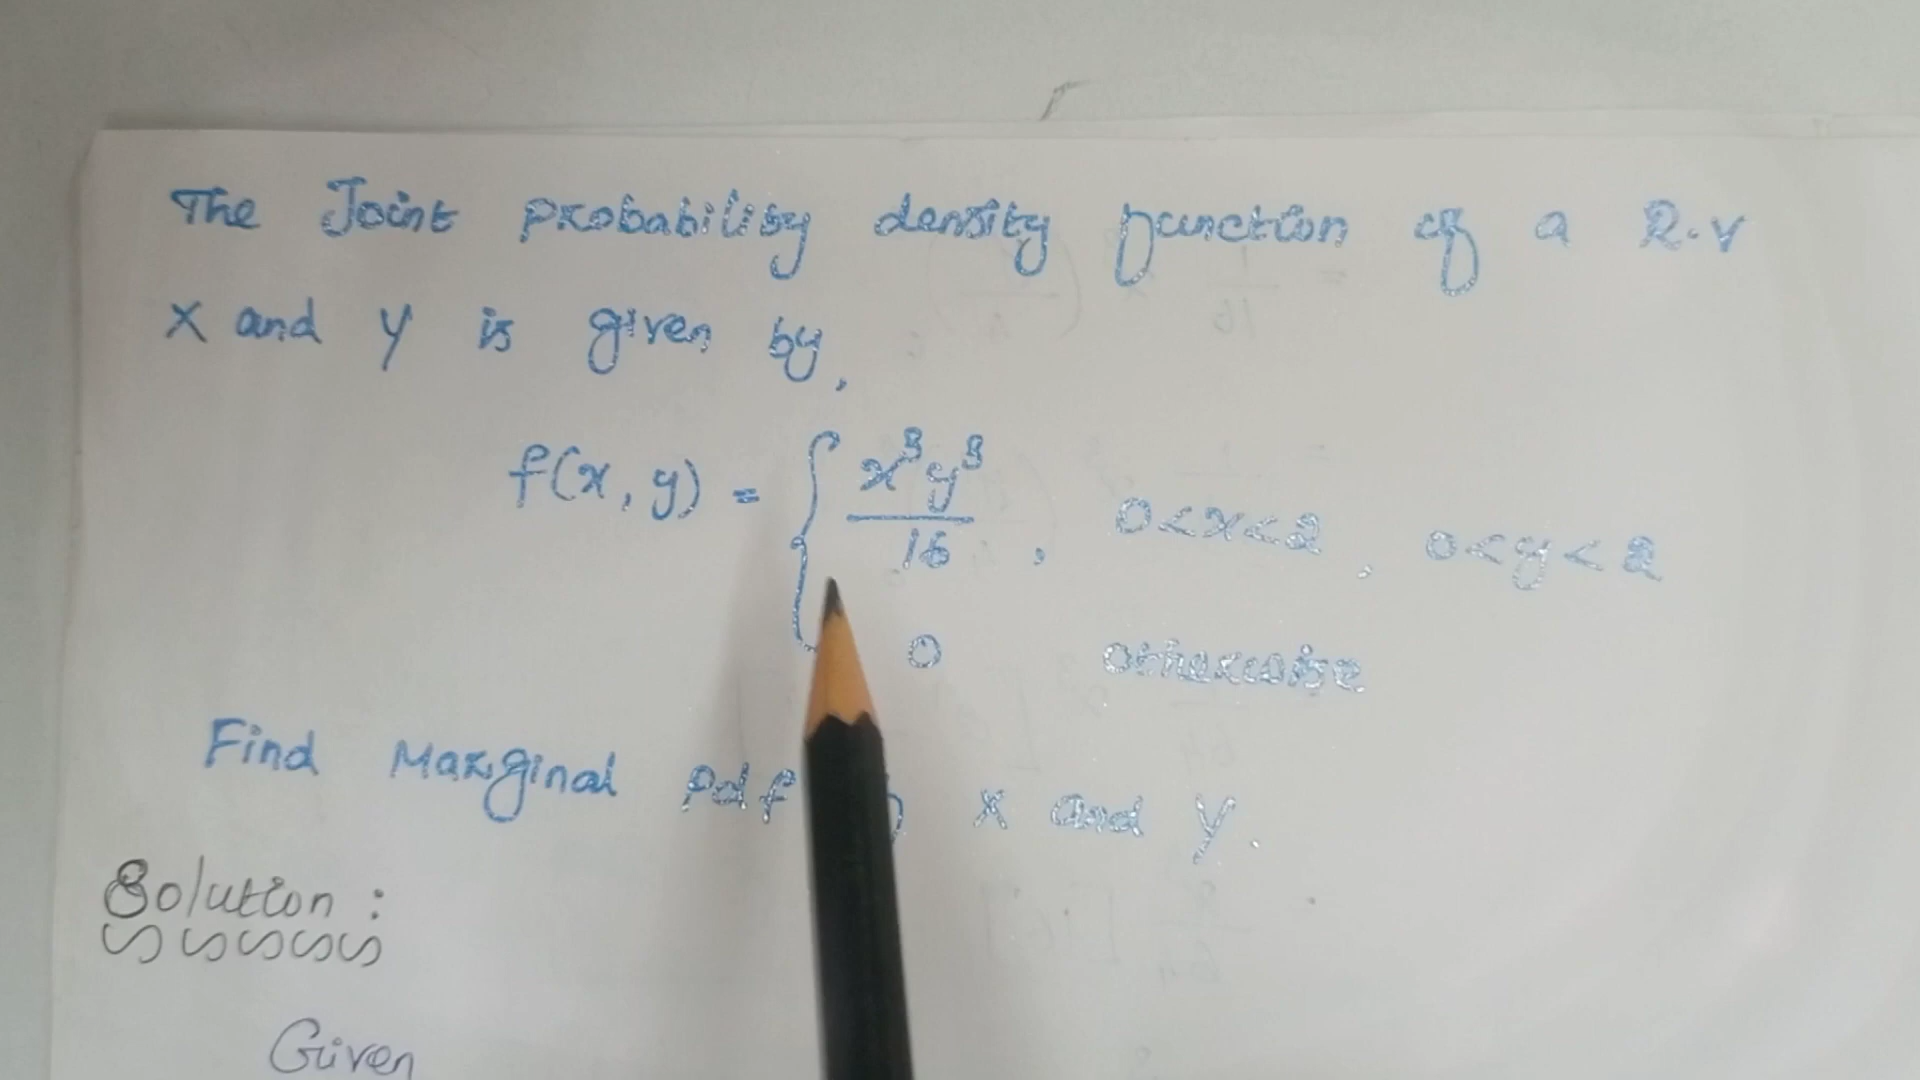 The Joint probability density function of a R.V
X and Y is given by,
f(x, y) = { x³y³ / 16 , 0<x<2 , 0<y<2
0 otherwise
Find Marginal Pdf X and Y.
Solution :
Given